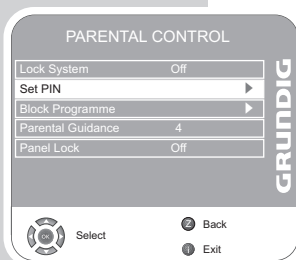 PARENTAL CONTROL
Lock System Off
Set PIN
Block Programme
Parental Guidance 4
Panel Lock Off
GRUNDIG
OK
Select
Z Back
i Exit